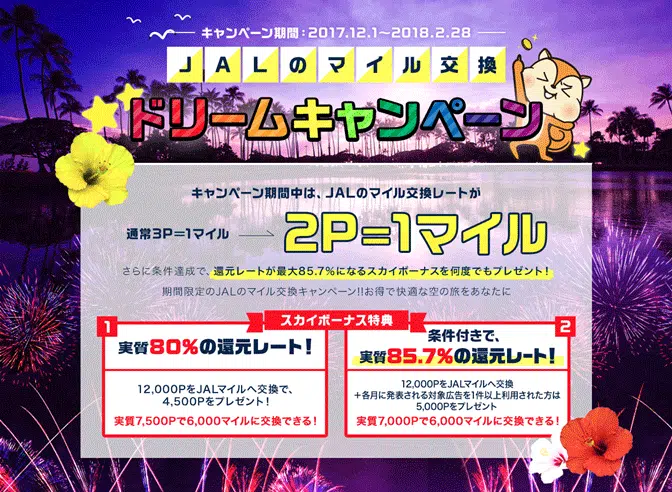 キャンペーン期間：2017.12.1～2018.2.28
JALのマイル交換
ドリームキャンペーン
キャンペーン期間中は、JALのマイル交換レートが
通常3P=1マイル → 2P=1マイル
さらに条件達成で、還元レートが最大85.7%になるスカイボーナスを何度でもプレゼント！
期間限定のJALのマイル交換キャンペーン!!お得で快適な空の旅をあなたに
スカイボーナス特典
1
実質80%の還元レート！
12,000PをJALマイルへ交換で、
4,500Pをプレゼント！
実質7,500Pで6,000マイルに交換できる！
2
条件付きで、
実質85.7%の還元レート！
12,000PをJALマイルへ交換
＋各月に発表される対象広告を1件以上利用された方は
5,000Pをプレゼント
実質7,000Pで6,000マイルに交換できる！